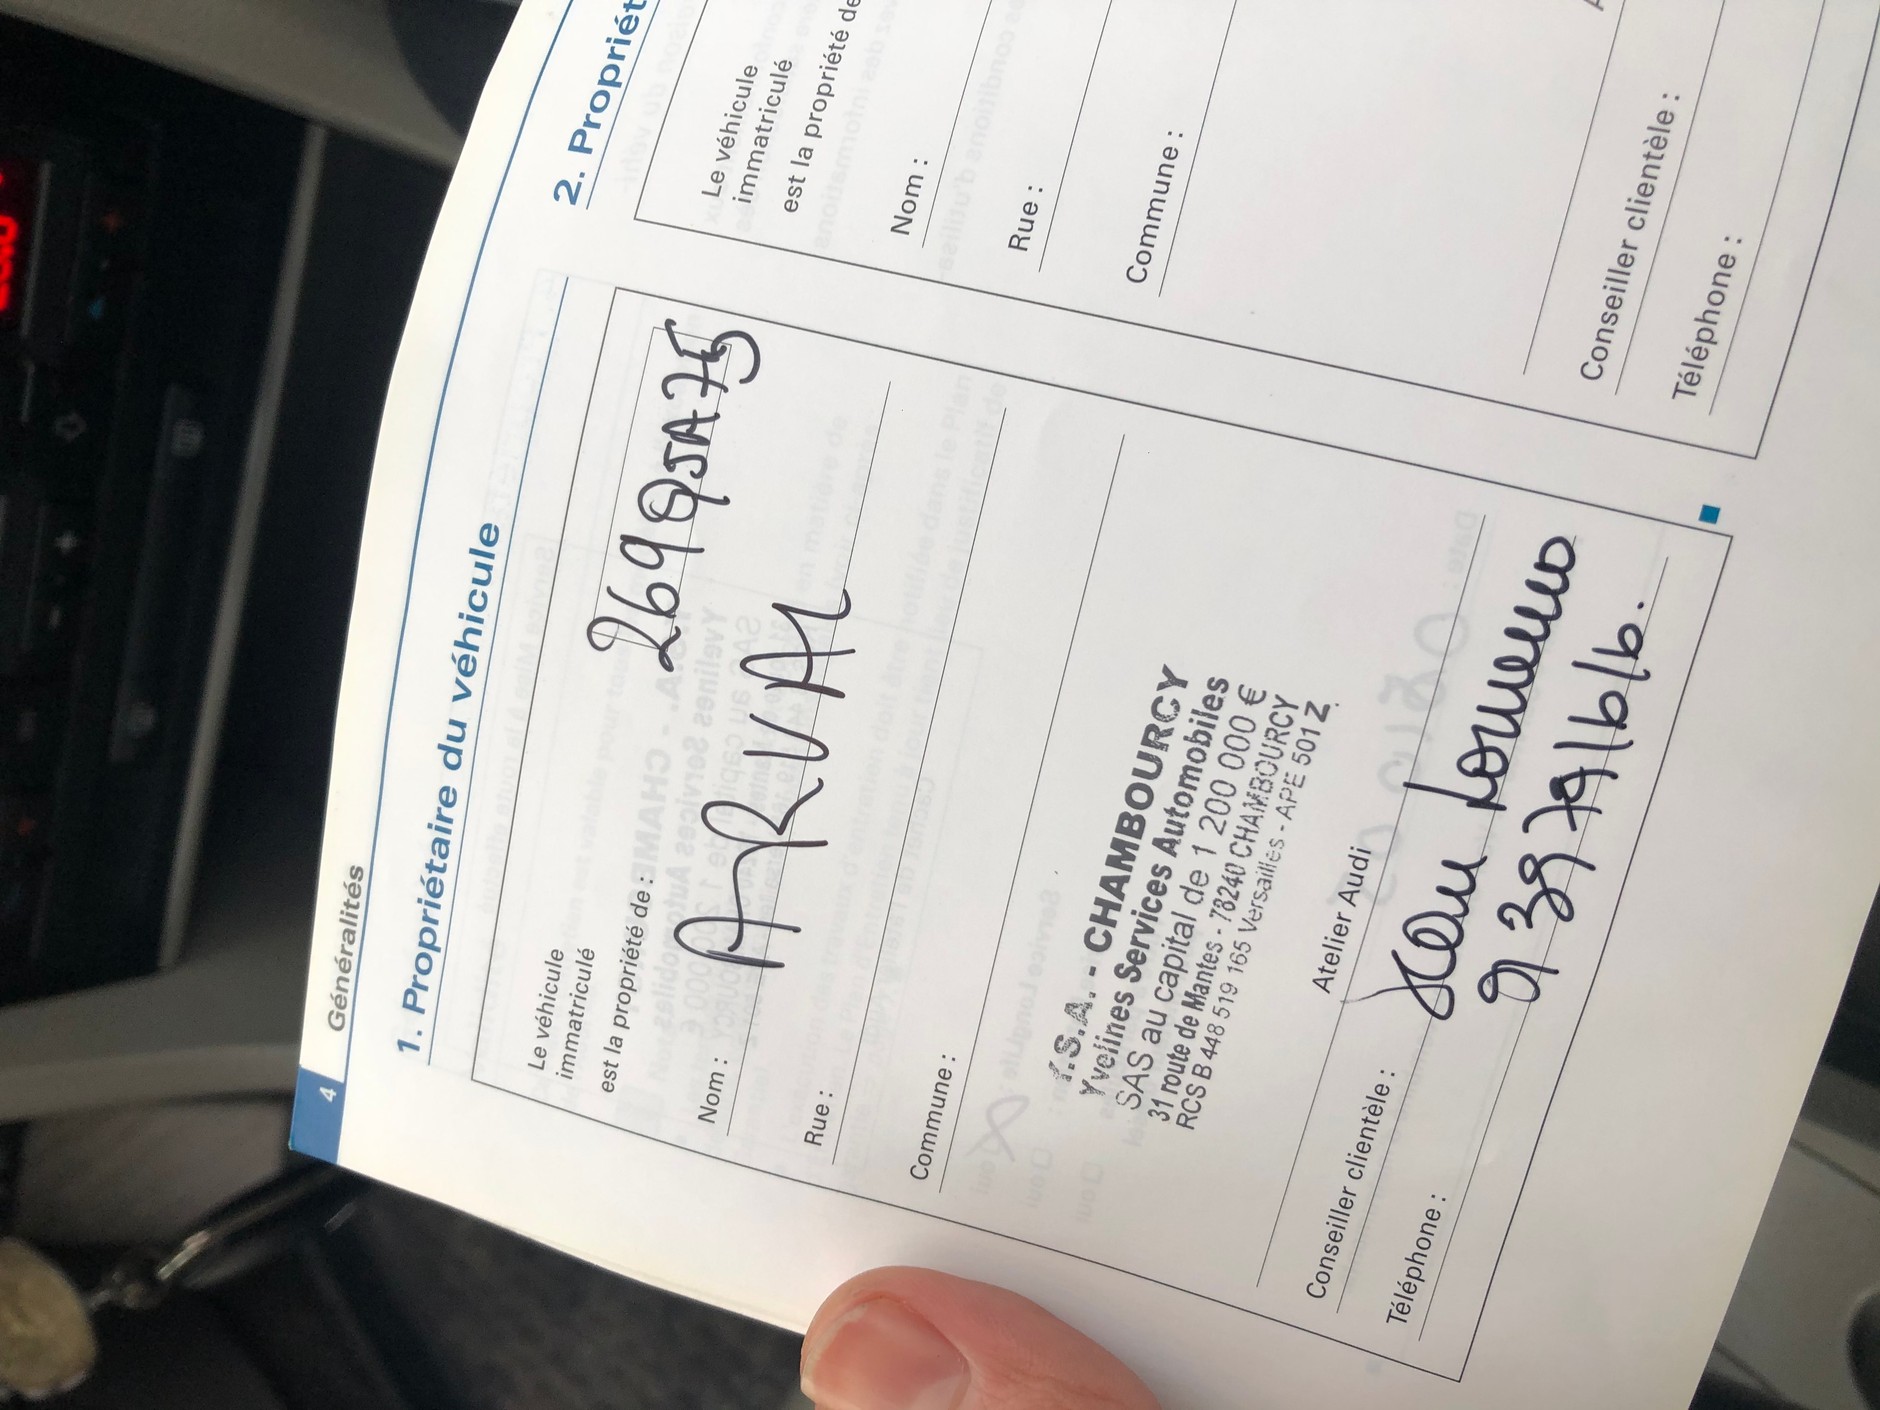 4 Généralités
1. Propriétaire du véhicule
Le véhicule
immatriculé
269QJA75
est la propriété de :
Nom : ARVAL
Rue :
Commune :
Y.S.A. - CHAMBOURCY
Yvelines Services Automobiles
SAS au capital de 1 200 000 €
31 route de Mantes - 78240 CHAMBOURCY
RCS B 448 519 165 Versailles - APE 501 Z
Atelier Audi
Conseiller clientèle :
Téléphone :
2. Propriét
Le véhicule
immatriculé
est la propriété de
Nom :
Rue :
Commune :
Conseiller clientèle :
Téléphone :